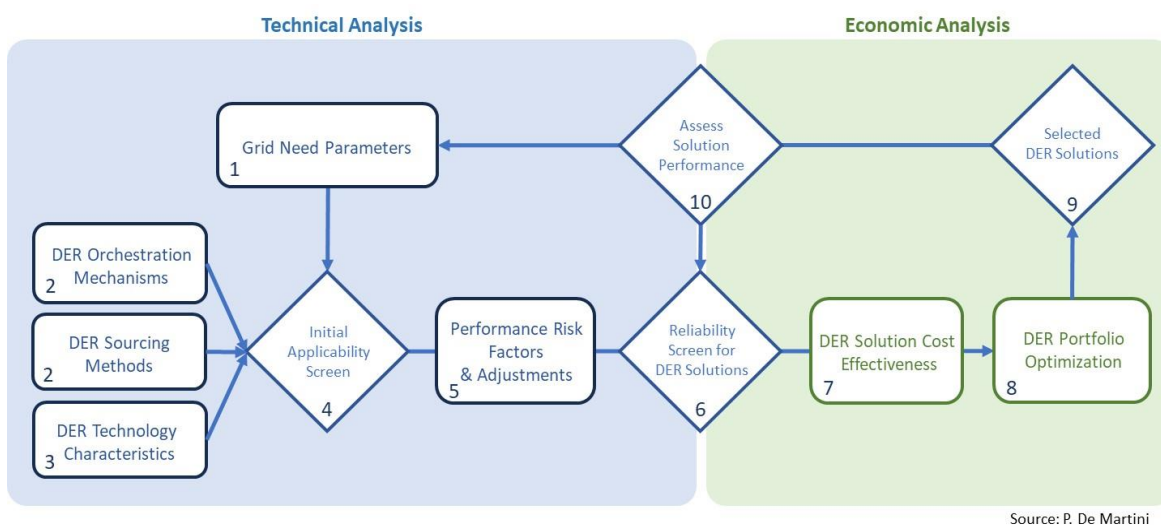 Technical Analysis
Economic Analysis
Grid Need Parameters
1
Assess
Solution
Performance
10
Selected
DER Solutions
9
DER Orchestration
Mechanisms
2
DER Sourcing
Methods
2
DER Technology
Characteristics
3
Initial
Applicability
Screen
4
Performance Risk
Factors
& Adjustments
5
Reliability
Screen for
DER Solutions
6
DER Solution Cost
Effectiveness
7
DER Portfolio
Optimization
8
Source: P. De Martini